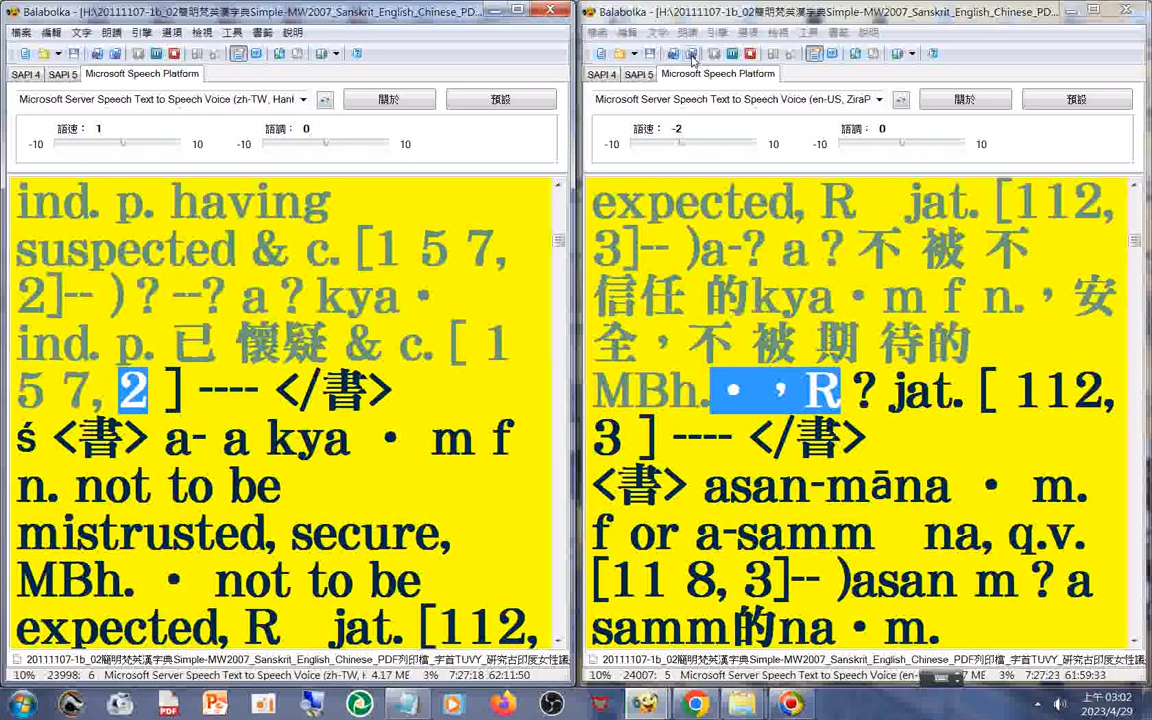 Balabolka - [H:\20111107-1b_02簡明梵英漢字典Simple-MW2007_Sanskrit_English_Chinese_PD...
檔案 編輯 文字 朗讀 引擎 選項 檢視 工具 書籤 說明
SAPI 4 SAPI 5 Microsoft Speech Platform
Microsoft Server Speech Text to Speech Voice (zh-TW, Hanl
關於 預設
語速： 1 語調： 0
-10 10 -10 10
ind. p. having
suspected & c. [1 5 7,
2]-- )? --? a ? kya・
ind. p. 已 懷疑 & c. [ 1
5 7, 2 ] ---- </書>
ś <書> a- a kya ・ m f
n. not to be
mistrusted, secure,
MBh. ・ not to be
expected, R jat. [112,
20111107-1b_02簡明梵英漢字典Simple-MW2007_Sanskrit_English_Chinese_PDF列印檔_字首TUVY_研究古印度女性議
10% 23998: 6 Microsoft Server Speech Text to Speech Voice (zh-TW, H 4.17 ME 3% 7:27:18 62:11:50
Balabolka - [H:\20111107-1b_02簡明梵英漢字典Simple-MW2007_Sanskrit_English_Chinese_PD...
檔案 編輯 文字 朗讀 引擎 選項 檢視 工具 書籤 說明
SAPI 4 SAPI 5 Microsoft Speech Platform
Microsoft Server Speech Text to Speech Voice (en-US, ZiraP
關於 預設
語速： -2 語調： 0
-10 10 -10 10
expected, R jat. [112,
3]-- )a-? a ? 不 被 不
信任 的kya・m f n.，安
全，不 被 期 待的
MBh.・，R ? jat. [ 112,
3 ] ---- </書>
<書> asan-māna ・ m.
f or a-samm na, q.v.
[11 8, 3]-- )asan m ? a
samm的na・m.
20111107-1b_02簡明梵英漢字典Simple-MW2007_Sanskrit_English_Chinese_PDF列印檔_字首TUVY_研究古印度女性議
10% 24007: 5 Microsoft Server Speech Text to Speech Voice (en- 4.17 ME 3% 7:27:23 61:59:33
上午 03:02
2023/4/29